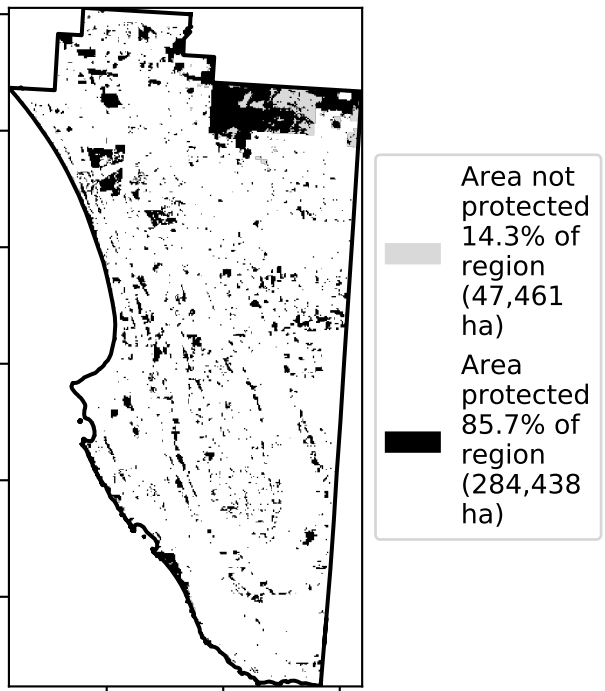 Area not
protected
14.3% of
region
(47,461
ha)
Area
protected
85.7% of
region
(284,438
ha)